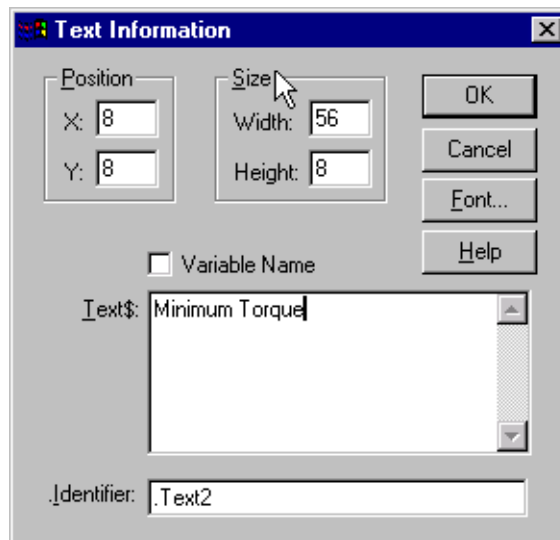 Text Information
Position
X: 8
Y: 8
Size
Width: 56
Height: 8
OK
Cancel
Font...
Help
Variable Name
Text$: Minimum Torque
.Identifier: .Text2